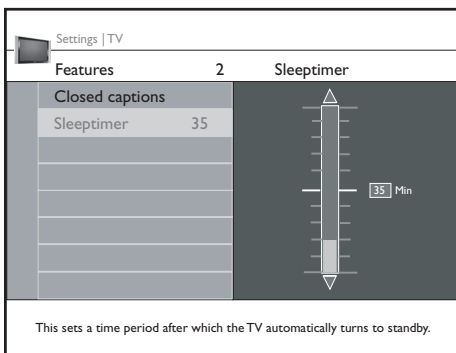 Settings | TV
Features 2 Sleeptimer
Closed captions
Sleeptimer 35
35 Min
This sets a time period after which the TV automatically turns to standby.